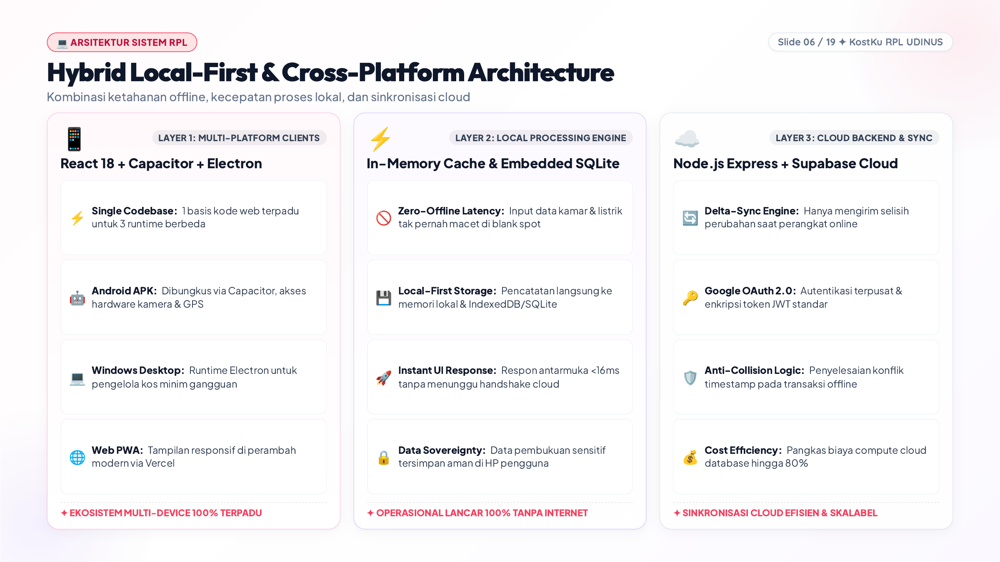 💻 ARSITEKTUR SISTEM RPL
Slide 06 / 19 ✦ KostKu RPL UDINUS
Hybrid Local-First & Cross-Platform Architecture
Kombinasi ketahanan offline, kecepatan proses lokal, dan sinkronisasi cloud
LAYER 1: MULTI-PLATFORM CLIENTS
React 18 + Capacitor + Electron
Single Codebase: 1 basis kode web terpadu
untuk 3 runtime berbeda
Android APK: Dibungkus via Capacitor, akses
hardware kamera & GPS
Windows Desktop: Runtime Electron untuk
pengelola kos minim gangguan
Web PWA: Tampilan responsif di perambah
modern via Vercel
✦ EKOSISTEM MULTI-DEVICE 100% TERPADU
LAYER 2: LOCAL PROCESSING ENGINE
In-Memory Cache & Embedded SQLite
Zero-Offline Latency: Input data kamar & listrik
tak pernah macet di blank spot
Local-First Storage: Pencatatan langsung ke
memori lokal & IndexedDB/SQLite
Instant UI Response: Respon antarmuka <16ms
tanpa menunggu handshake cloud
Data Sovereignty: Data pembukuan sensitif
tersimpan aman di HP pengguna
✦ OPERASIONAL LANCAR 100% TANPA INTERNET
LAYER 3: CLOUD BACKEND & SYNC
Node.js Express + Supabase Cloud
Delta-Sync Engine: Hanya mengirim selisih
perubahan saat perangkat online
Google OAuth 2.0: Autentikasi terpusat &
enkripsi token JWT standar
Anti-Collision Logic: Penyelesaian konflik
timestamp pada transaksi offline
Cost Efficiency: Pangkas biaya compute cloud
database hingga 80%
✦ SINKRONISASI CLOUD EFISIEN & SKALABEL